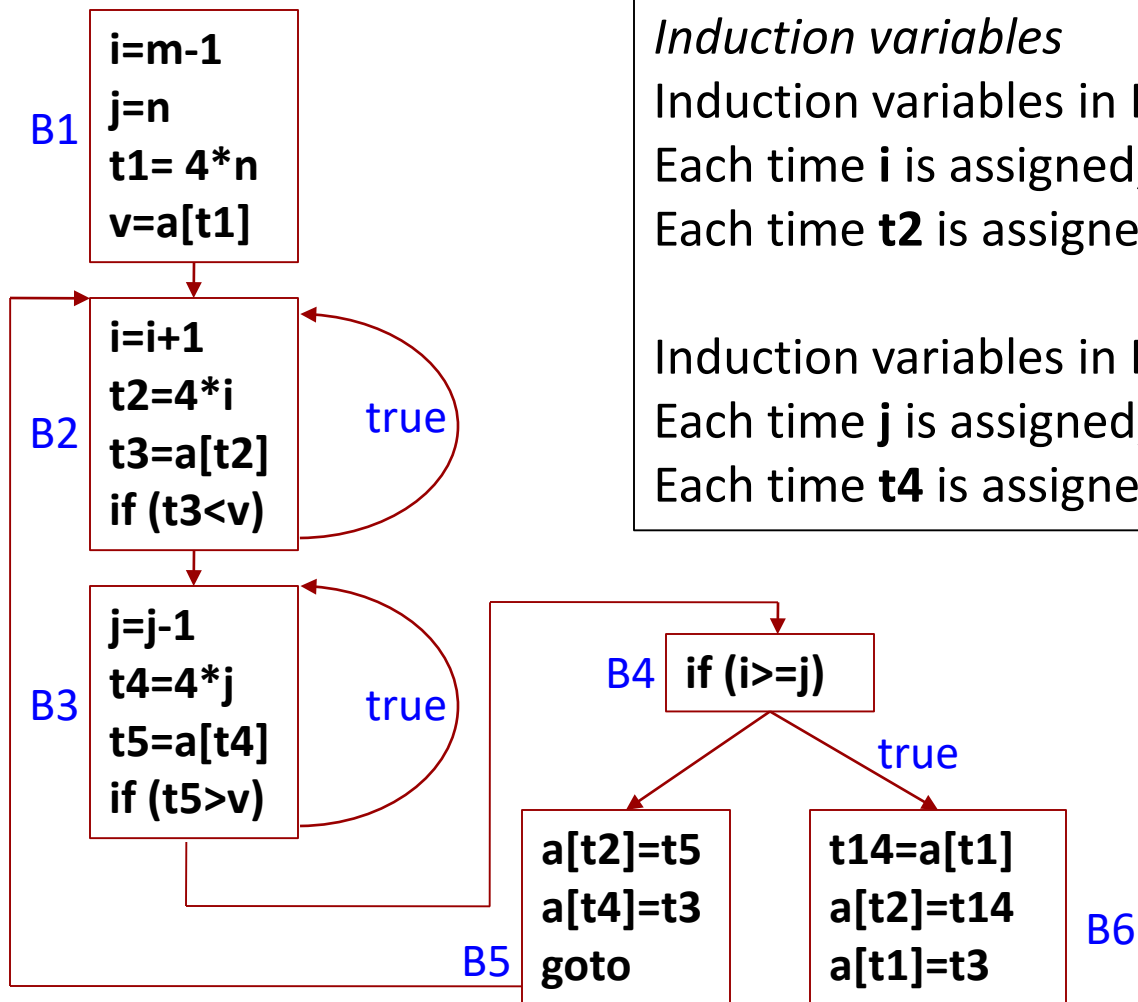 B1
i=m-1
j=n
t1= 4*n
v=a[t1]
B2
i=i+1
t2=4*i
t3=a[t2]
if (t3<v)
true
B3
j=j-1
t4=4*j
t5=a[t4]
if (t5>v)
true
Induction variables
Induction variables in
Each time i is assigned,
Each time t2 is
Induction variables in
Each time j is assigned,
Each time t4 is
B4
if (i>=j)
true
B5
a[t2]=t5
a[t4]=t3
goto
t14=a[t1]
a[t2]=t14
a[t1]=t3
B6